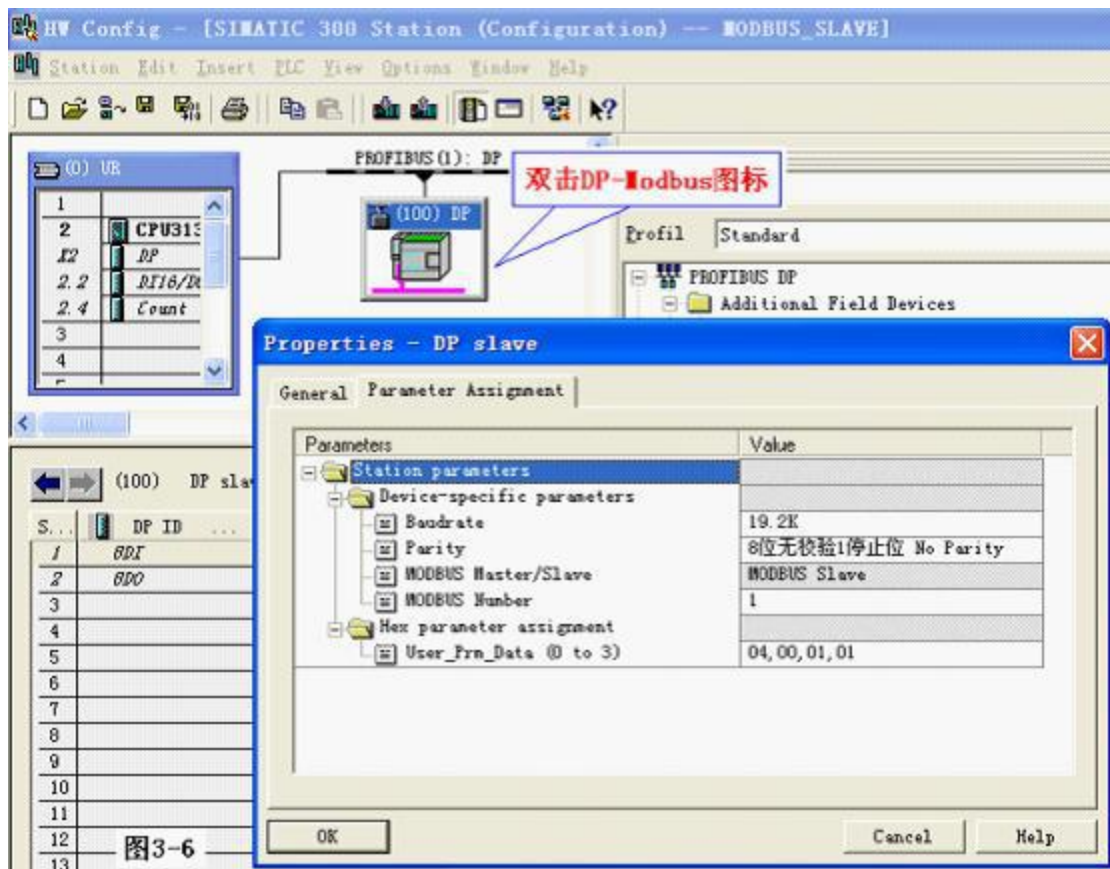 HW Config - [SIMATIC 300 Station (Configuration) -- MODBUS_SLAVE]
Station Edit Insert PLC View Options Window Help
(0) UR
1
2 CPU313
X2 DP
2.2 DI16/DO
2.4 Count
3
4
PROFIBUS(1): DP
(100) DP
双击DP-Modbus图标
Profil Standard
PROFIBUS DP
Additional Field Devices
(100) DP sla
S... DP ID ...
1 8DI
2 8DO
3
4
5
6
7
8
9
10
11
12
13
图3-6
Properties - DP slave
General Parameter Assignment
Parameters Value
Station parameters
Device-specific parameters
Baudrate 19.2K
Parity 8位无校验1停止位 No Parity
MODBUS Master/Slave MODBUS Slave
MODBUS Number 1
Hex parameter assignment
User_Prm_Data (0 to 3) 04,00,01,01
OK Cancel Help